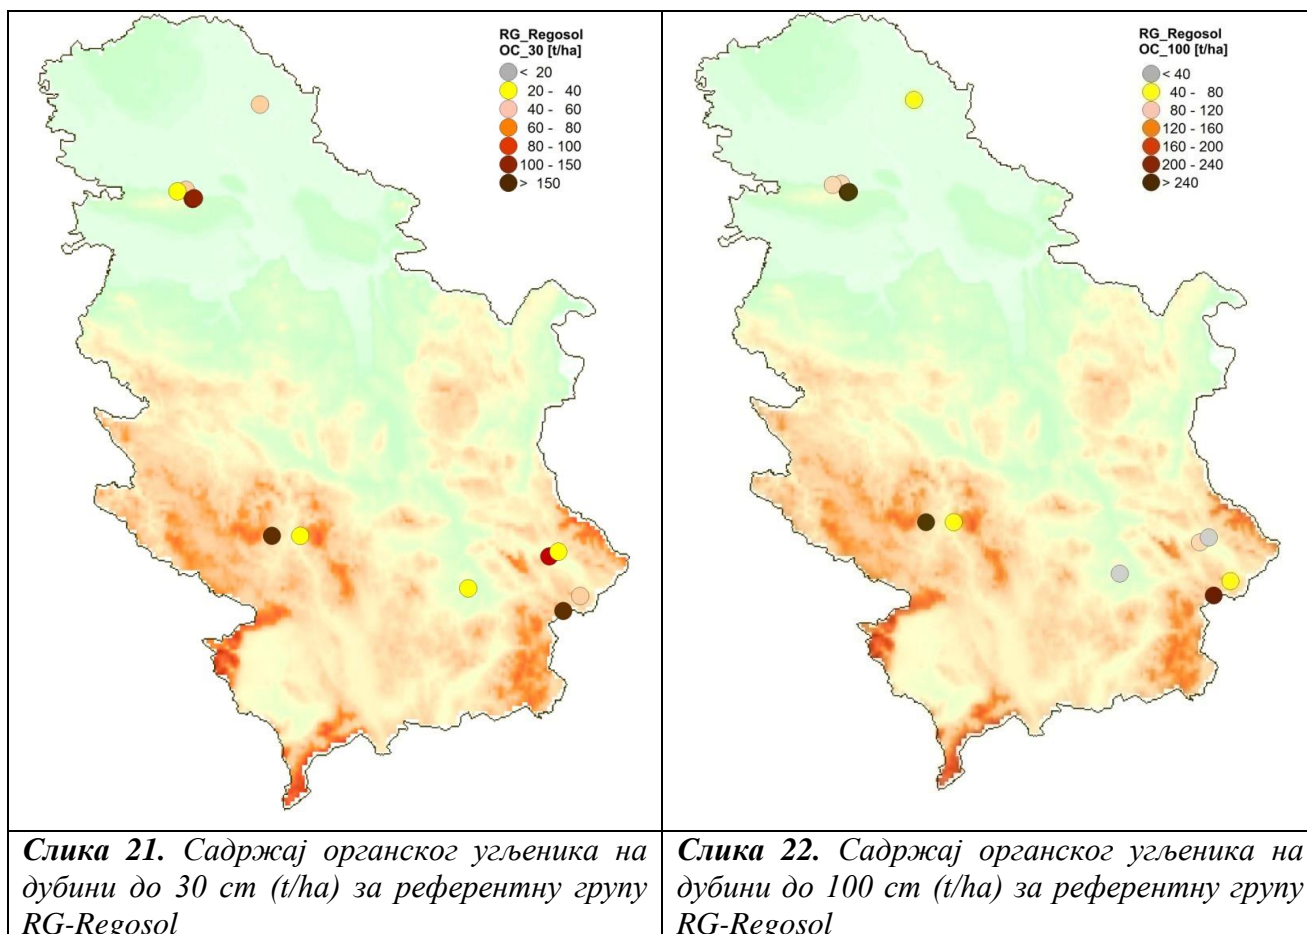 RG_Regosol
OC_30 [t/ha]
< 20
20 - 40
40 - 60
60 - 80
80 - 100
100 - 150
> 150
RG_Regosol
OC_100 [t/ha]
< 40
40 - 80
80 - 120
120 - 160
160 - 200
200 - 240
> 240
Слика 21. Садржај органског угљеника на
дубини до 30 cm (t/ha) за референтну групу
RG-Regosol
Слика 22. Садржај органског угљеника на
дубини до 100 cm (t/ha) за референтну групу
RG-Regosol